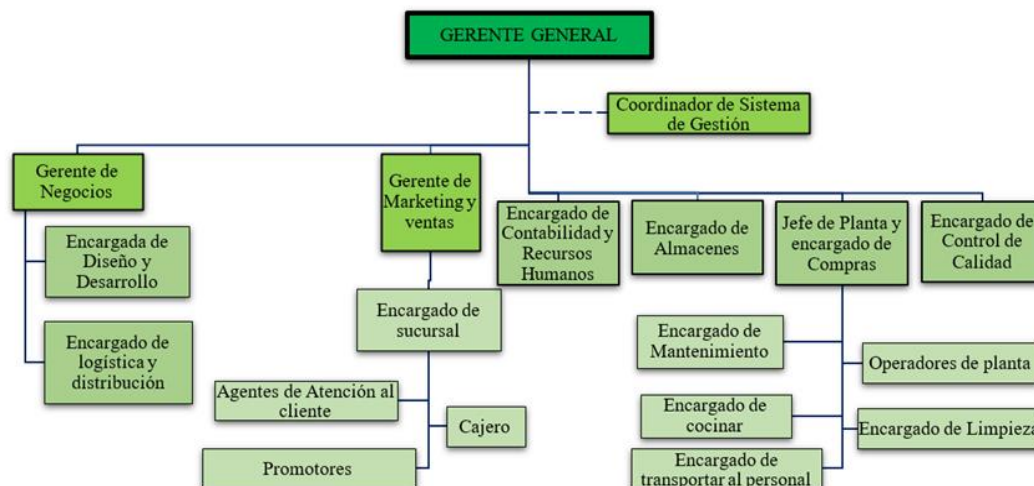 GERENTE GENERAL
Coordinador de Sistema
de Gestión
Gerente de
Negocios
Gerente de
Marketing y
ventas
Encargado de
Contabilidad y
Recursos
Humanos
Encargado de
Almacenes
Jefe de Planta y
encargado de
Compras
Encargado de
Control de
Calidad
Encargada de
Diseño y
Desarrollo
Encargado de
logística y
distribución
Encargado de
sucursal
Agentes de Atención al
cliente
Cajero
Promotores
Encargado de
Mantenimiento
Operadores de planta
Encargado de
cocinar
Encargado de Limpieza
Encargado de
transportar al personal